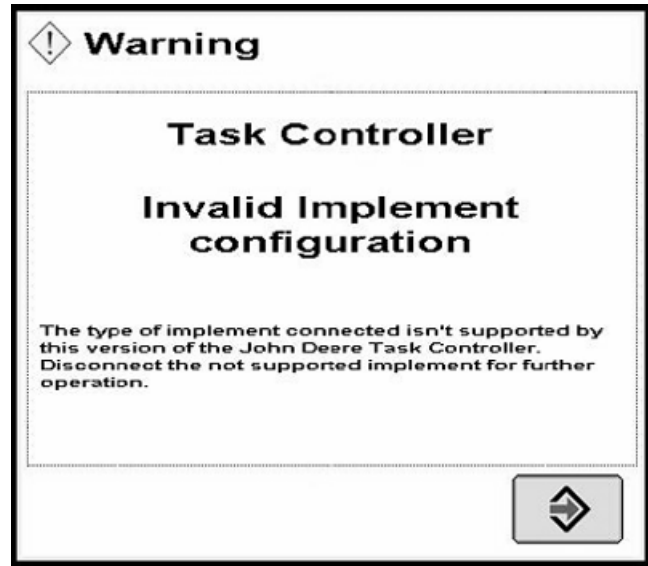 Warning
Task Controller
Invalid Implement
configuration
The type of implement connected isn't supported by
this version of the John Deere Task Controller.
Disconnect the not supported implement for further
operation.